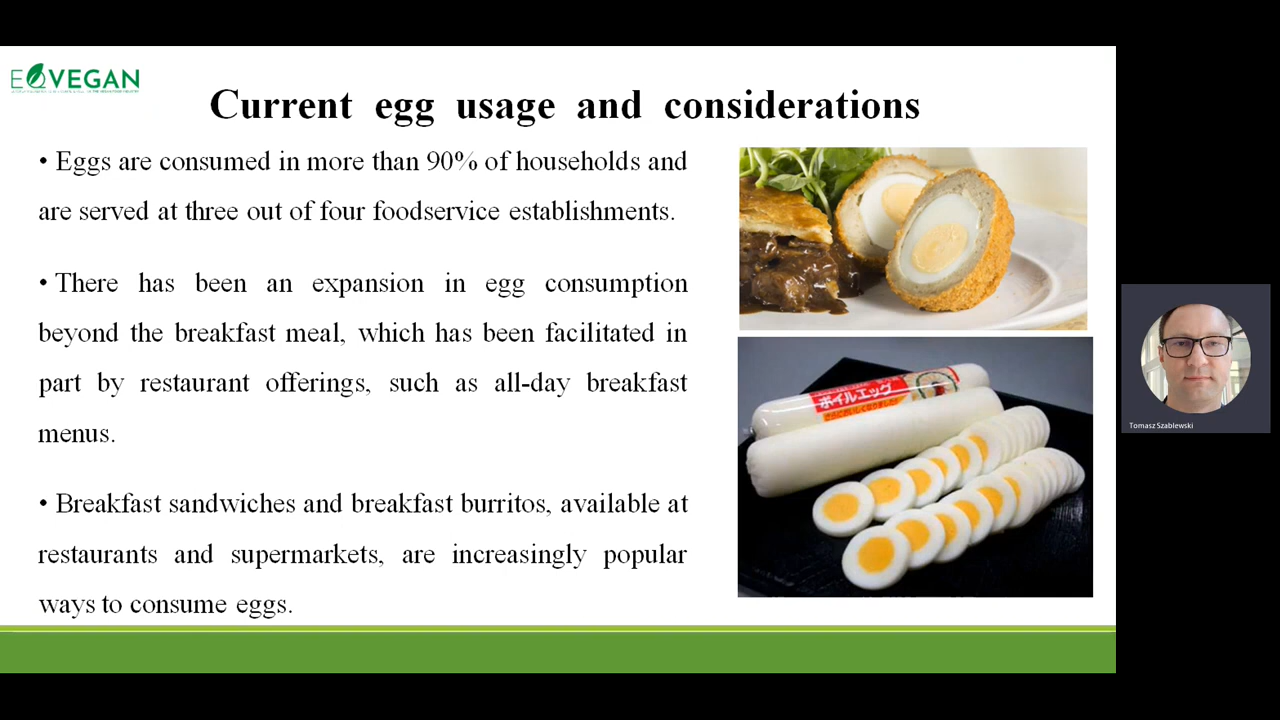 EQVEGAN
Current egg usage and considerations
• Eggs are consumed in more than 90% of households and
are served at three out of four foodservice establishments.
• There has been an expansion in egg consumption
beyond the breakfast meal, which has been facilitated in
part by restaurant offerings, such as all-day breakfast
menus.
• Breakfast sandwiches and breakfast burritos, available at
restaurants and supermarkets, are increasingly popular
ways to consume eggs.
ボイルエッグ
Tomasz Szablewski